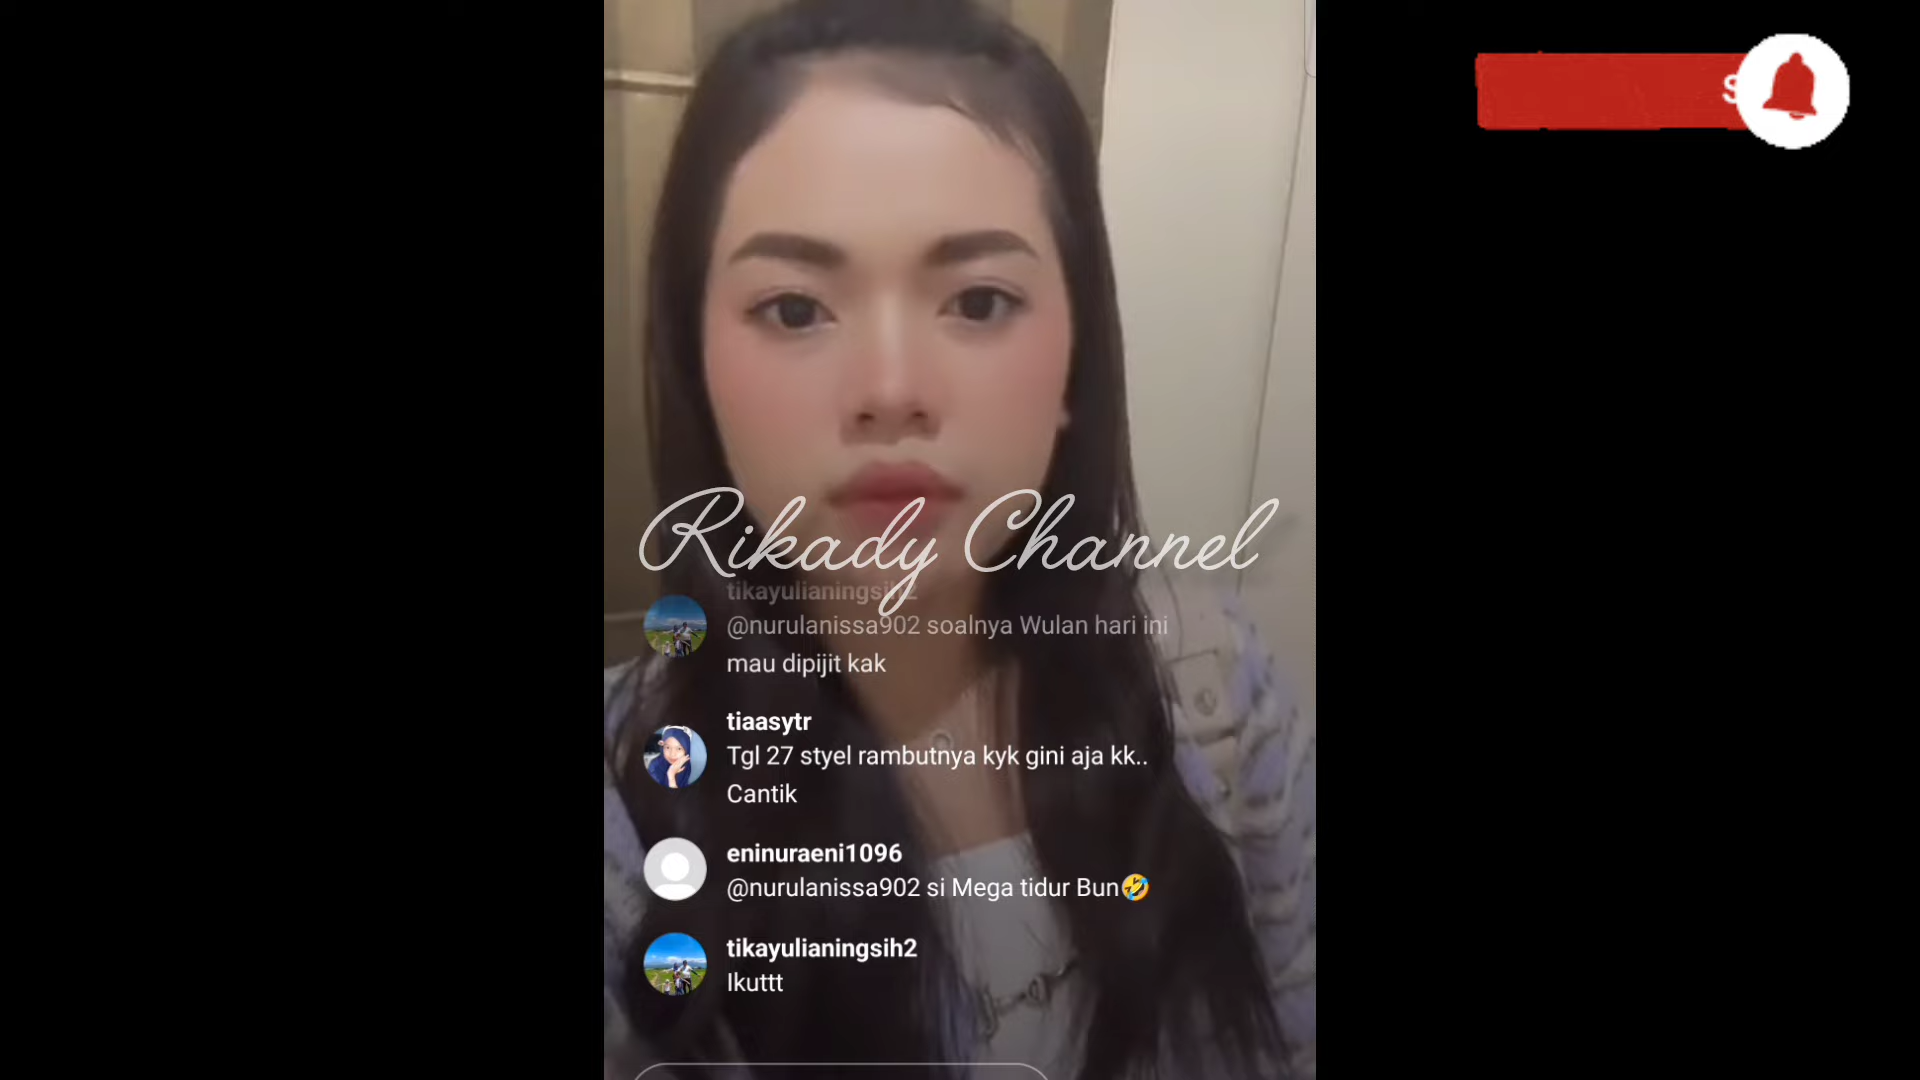 S
Rikady Channel
tikayulianingsih2
@nurulanissa902 soalnya Wulan hari ini
mau dipijit kak
tiaasytr
Tgl 27 styel rambutnya kyk gini aja kk..
Cantik
eninuraeni1096
@nurulanissa902 si Mega tidur Bun🤣
tikayulianingsih2
Ikuttt